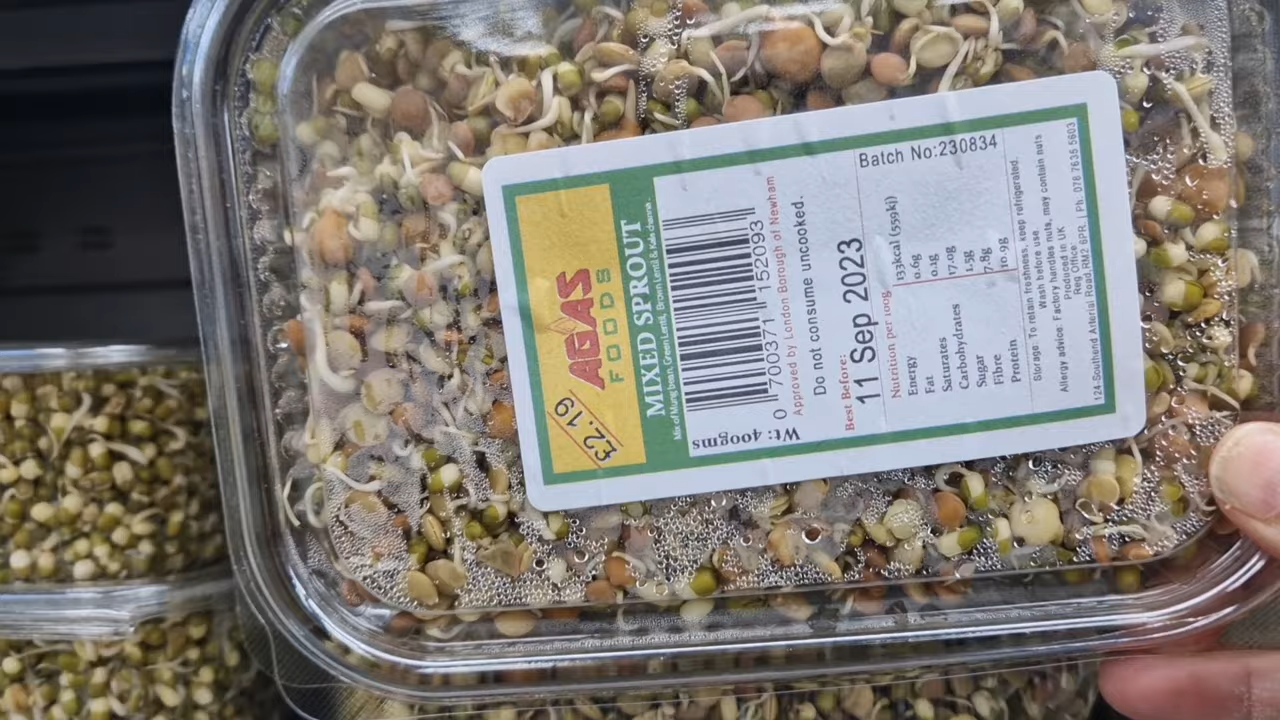 £2.19
AGAS
FOODS
MIXED SPROUT
Mix of Mung bean, Green Lentil, Brown Lentil & Kala channa.
0 700371 152093
Wt: 400gms
Approved by London Borough of Newham
Do not consume uncooked.
Best Before:
11 Sep 2023
Batch No:230834
Nutrition per 100g
Energy 133kcal (559kj)
Fat 0.6g
Saturates 0.1g
Carbohydrates 17.0g
Sugar 1.5g
Fibre 7.8g
Protein 10.9g
Storage: To retain freshness, keep refrigerated.
Wash before use.
Allergy advice: Factory handles nuts, may contain nuts
Produced in UK
Reg Office:
124-Southend Arterial Road,RM2 6PR, | Ph: 078 7635 5603